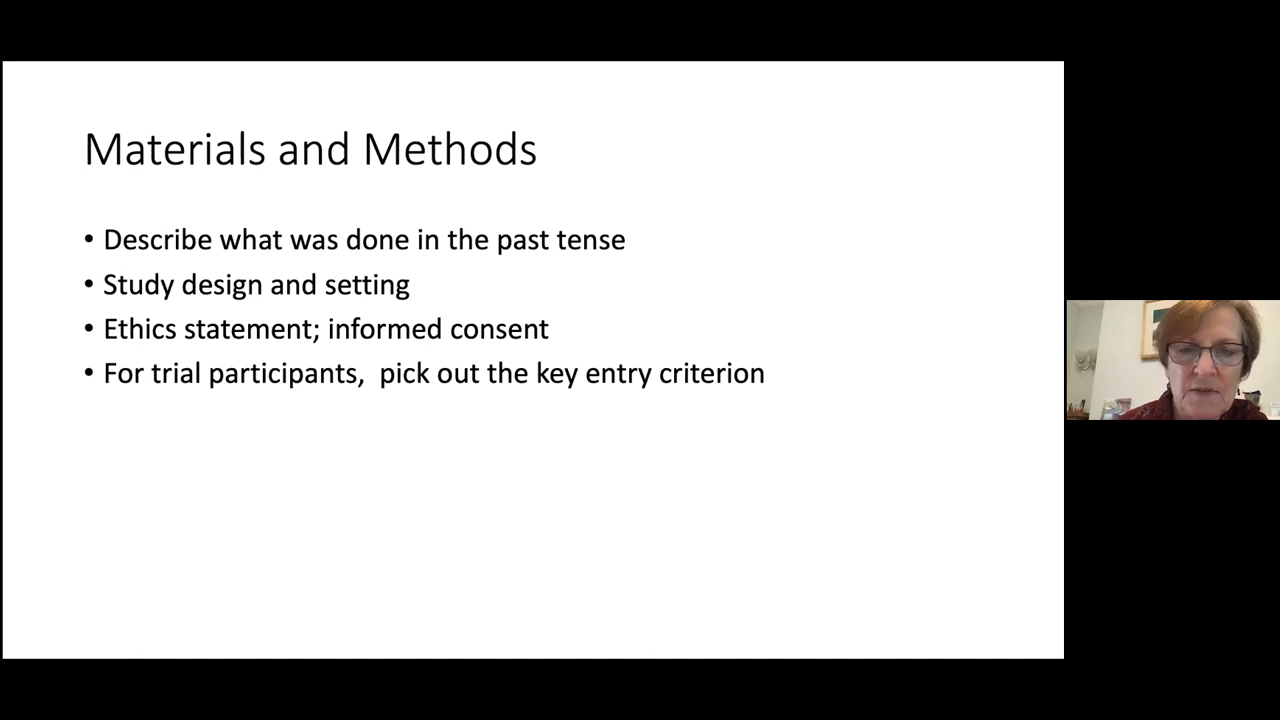 Materials and Methods
• Describe what was done in the past tense
• Study design and setting
• Ethics statement; informed consent
• For trial participants,  pick out the key entry criterion